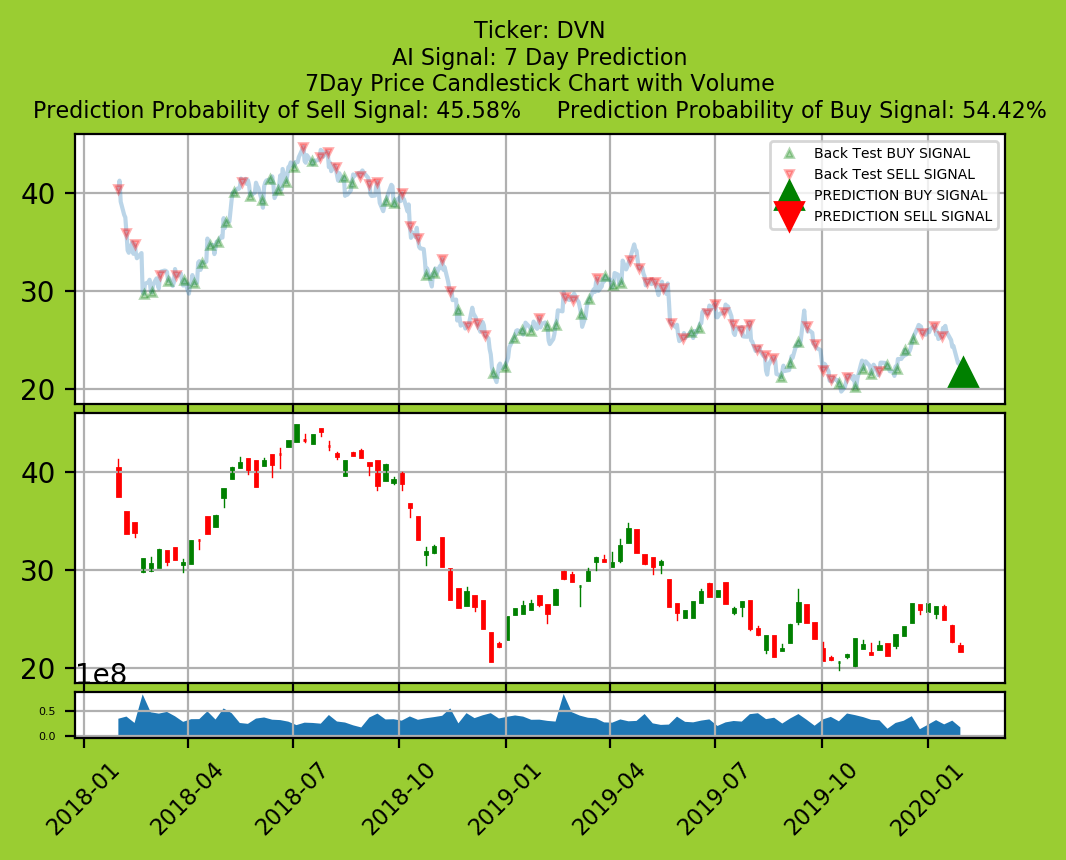 Ticker: DVN
AI Signal: 7 Day Prediction
7Day Price Candlestick Chart with Volume
Prediction Probability of Sell Signal: 45.58%     Prediction Probability of Buy Signal: 54.42%
Back Test BUY SIGNAL
Back Test SELL SIGNAL
PREDICTION BUY SIGNAL
PREDICTION SELL SIGNAL
40
30
20
40
30
20
1e8
0.5
0.0
2018-01
2018-04
2018-07
2018-10
2019-01
2019-04
2019-07
2019-10
2020-01